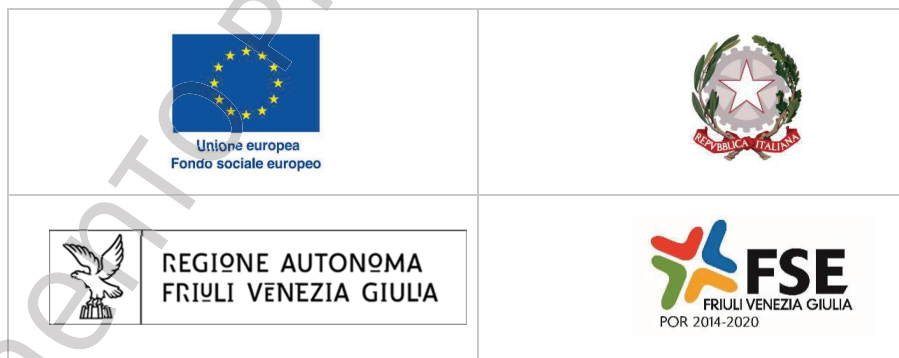 Unione europea
Fondo sociale europeo
REPVBBLICA ITALIANA
REGIONE AUTONOMA
FRIULI VENEZIA GIULIA
FSE
FRIULI VENEZIA GIULIA
POR 2014-2020